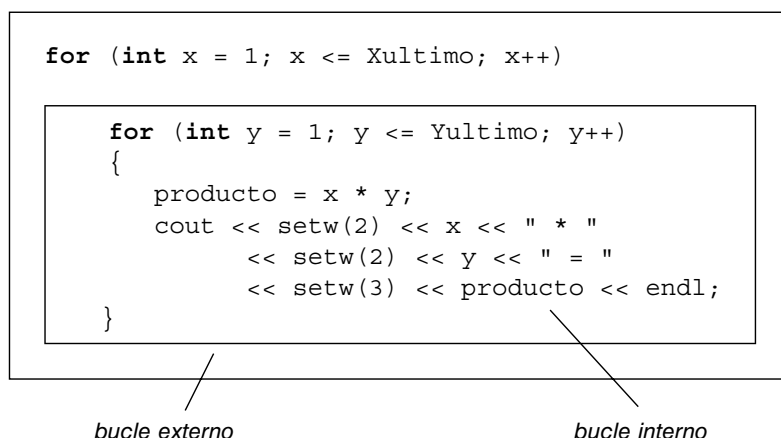 for (int x = 1; x <= Xultimo; x++)
for (int y = 1; y <= Yultimo; y++)
{
producto = x * y;
cout << setw(2) << x << " * "
<< setw(2) << y << " = "
<< setw(3) << producto << endl;
}
bucle externo bucle interno